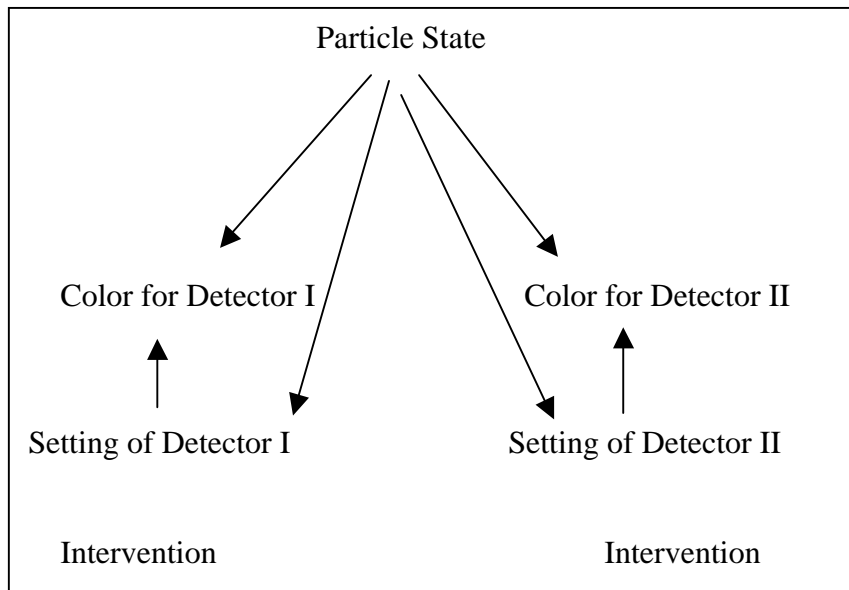 Particle State
Color for Detector I
Color for Detector II
Setting of Detector I
Setting of Detector II
Intervention
Intervention